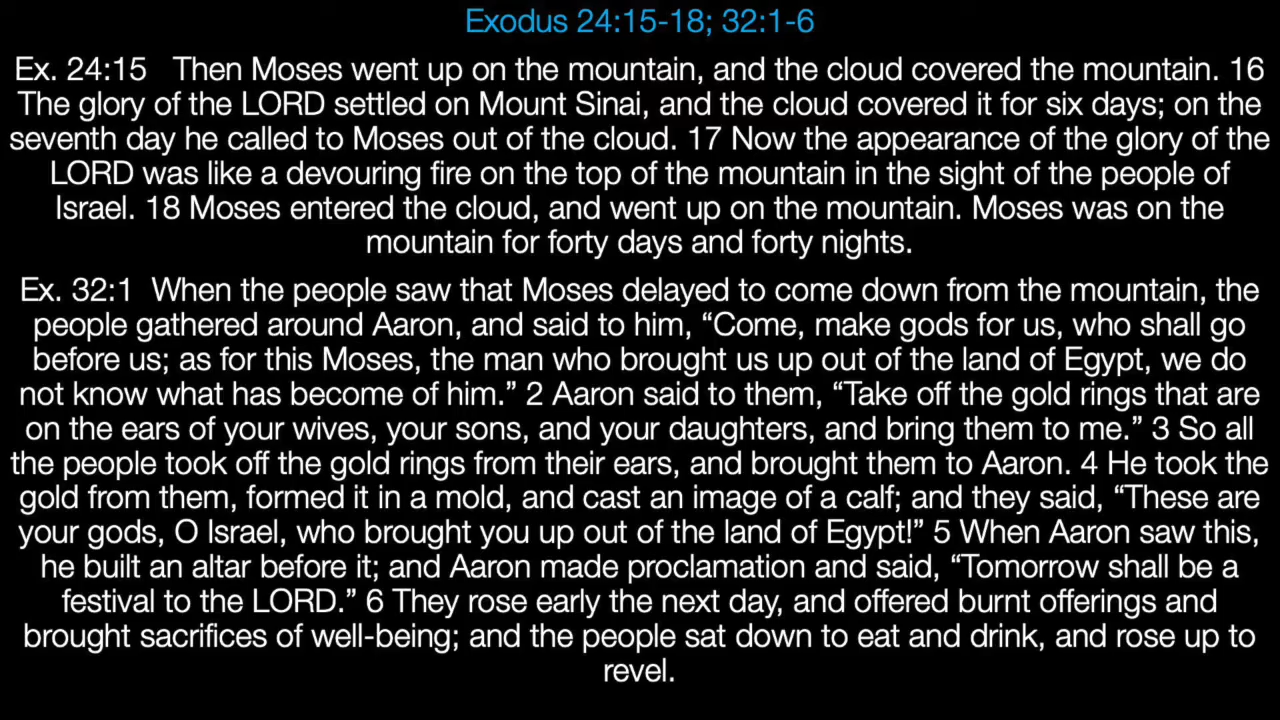 Exodus 24:15-18; 32:1-6
Ex. 24:15 Then Moses went up on the mountain, and the cloud covered the mountain. 16
The glory of the LORD settled on Mount Sinai, and the cloud covered it for six days; on the
seventh day he called to Moses out of the cloud. 17 Now the appearance of the glory of the
LORD was like a devouring fire on the top of the mountain in the sight of the people of
Israel. 18 Moses entered the cloud, and went up on the mountain. Moses was on the
mountain for forty days and forty nights.
Ex. 32:1 When the people saw that Moses delayed to come down from the mountain, the
people gathered around Aaron, and said to him, “Come, make gods for us, who shall go
before us; as for this Moses, the man who brought us up out of the land of Egypt, we do
not know what has become of him.” 2 Aaron said to them, “Take off the gold rings that are
on the ears of your wives, your sons, and your daughters, and bring them to me.” 3 So all
the people took off the gold rings from their ears, and brought them to Aaron. 4 He took the
gold from them, formed it in a mold, and cast an image of a calf; and they said, “These are
your gods, O Israel, who brought you up out of the land of Egypt!” 5 When Aaron saw this,
he built an altar before it; and Aaron made proclamation and said, “Tomorrow shall be a
festival to the LORD.” 6 They rose early the next day, and offered burnt offerings and
brought sacrifices of well-being; and the people sat down to eat and drink, and rose up to
revel.